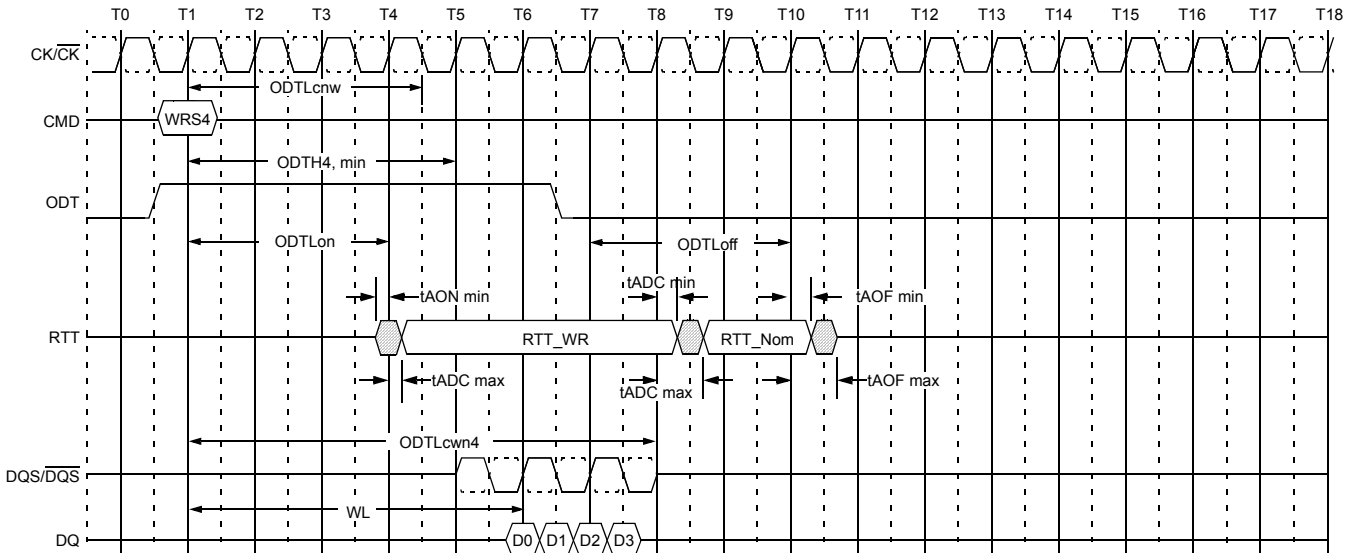 T0 T1 T2 T3 T4 T5 T6 T7 T8 T9 T10 T11 T12 T13 T14 T15 T16 T17 T18
CK/C̅K̅
ODTLcnw
CMD WRS4
ODTH4, min
ODT
ODTLon ODTLoff
tADC min
tAON min tAOF min
RTT RTT_WR RTT_Nom
tADC max tADC max tAOF max
ODTLcwn4
DQS/D̅Q̅S̅
WL
DQ D0 D1 D2 D3